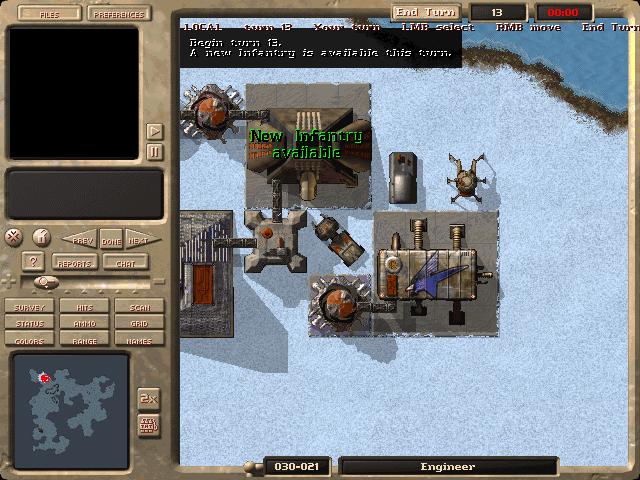 FILES
PREFERENCES
End Turn
13
00:00
LOCAL turn 13 Your turn LMB select RMB move End Turn
Begin turn 13.
A new Infantry is available this turn.
New Infantry
available
PREV
DONE
NEXT
?
REPORTS
CHAT
SURVEY
HITS
SCAN
STATUS
AMMO
GRID
COLORS
RANGE
NAMES
2x
030-021
Engineer